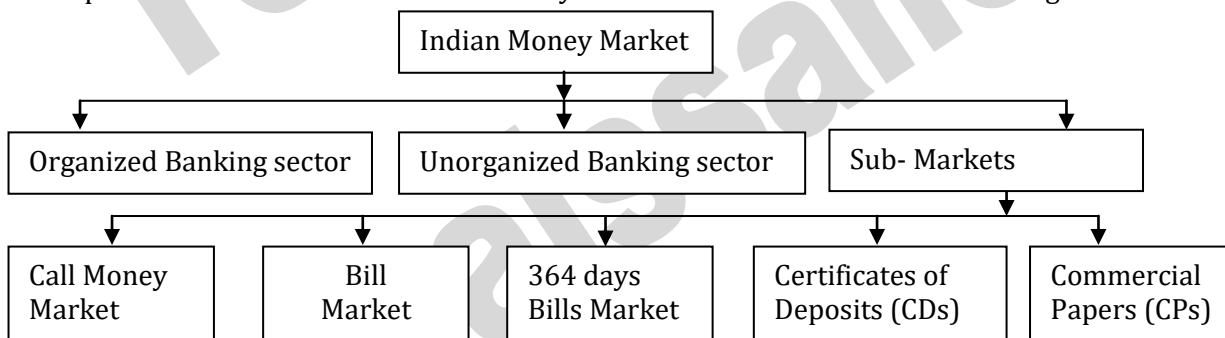 Indian Money Market
Organized Banking sector
Unorganized Banking sector
Sub- Markets
Call Money
Market
Bill
Market
364 days
Bills Market
Certificates of
Deposits (CDs)
Commercial
Papers (CPs)